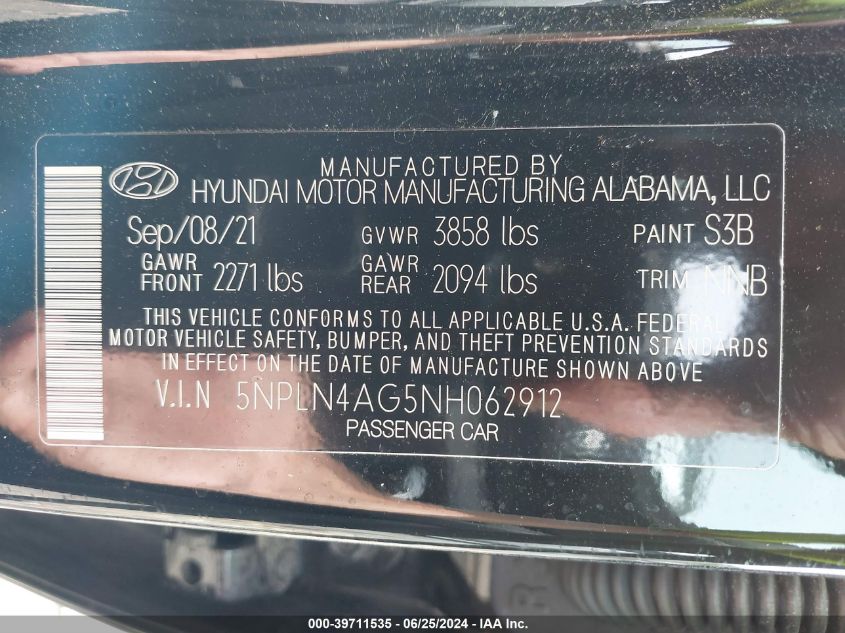 MANUFACTURED BY
HYUNDAI MOTOR MANUFACTURING ALABAMA, LLC
Sep/08/21 GVWR 3858 lbs PAINT S3B
GAWR FRONT 2271 lbs GAWR REAR 2094 lbs TRIM NNB
THIS VEHICLE CONFORMS TO ALL APPLICABLE U.S.A. FEDERAL
MOTOR VEHICLE SAFETY, BUMPER, AND THEFT PREVENTION STANDARDS
IN EFFECT ON THE DATE OF MANUFACTURE SHOWN ABOVE.
V.I.N 5NPLN4AG5NH062912
PASSENGER CAR
000-39711535 - 06/25/2024 - IAA Inc.